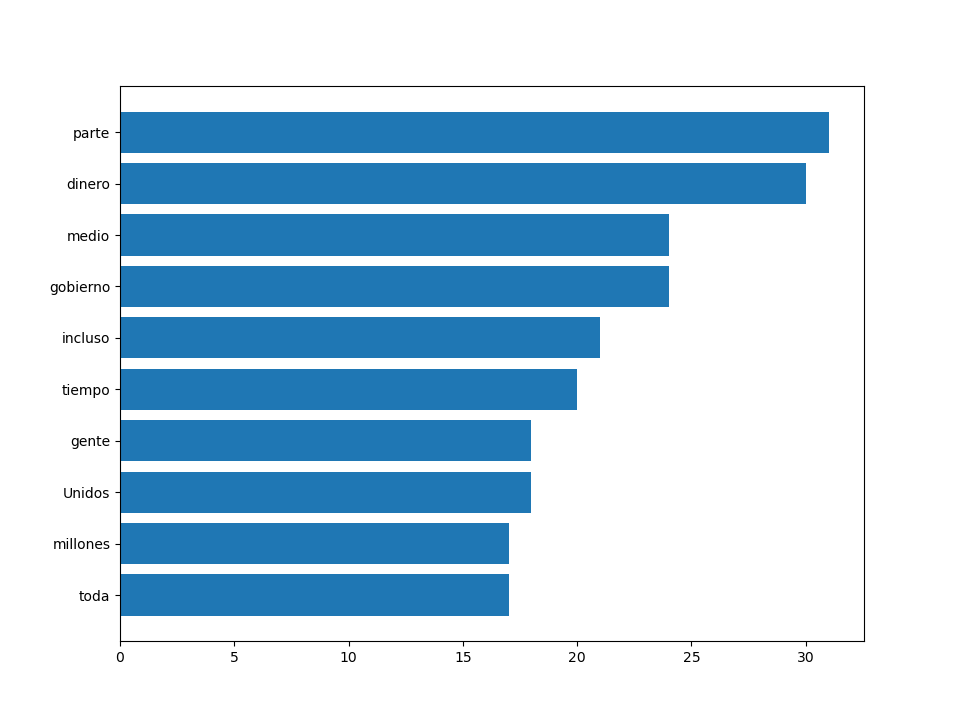 parte
dinero
medio
gobierno
incluso
tiempo
gente
Unidos
millones
toda
0 5 10 15 20 25 30